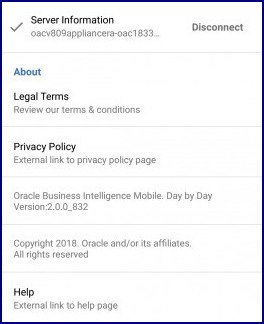 Server Information
oacv809appliancera-oac1833...
Disconnect
About
Legal Terms
Review our terms & conditions
Privacy Policy
External link to privacy policy page
Oracle Business Intelligence Mobile. Day by Day
Version:2.0.0_832
Copyright 2018. Oracle and/or its affiliates.
All rights reserved
Help
External link to help page